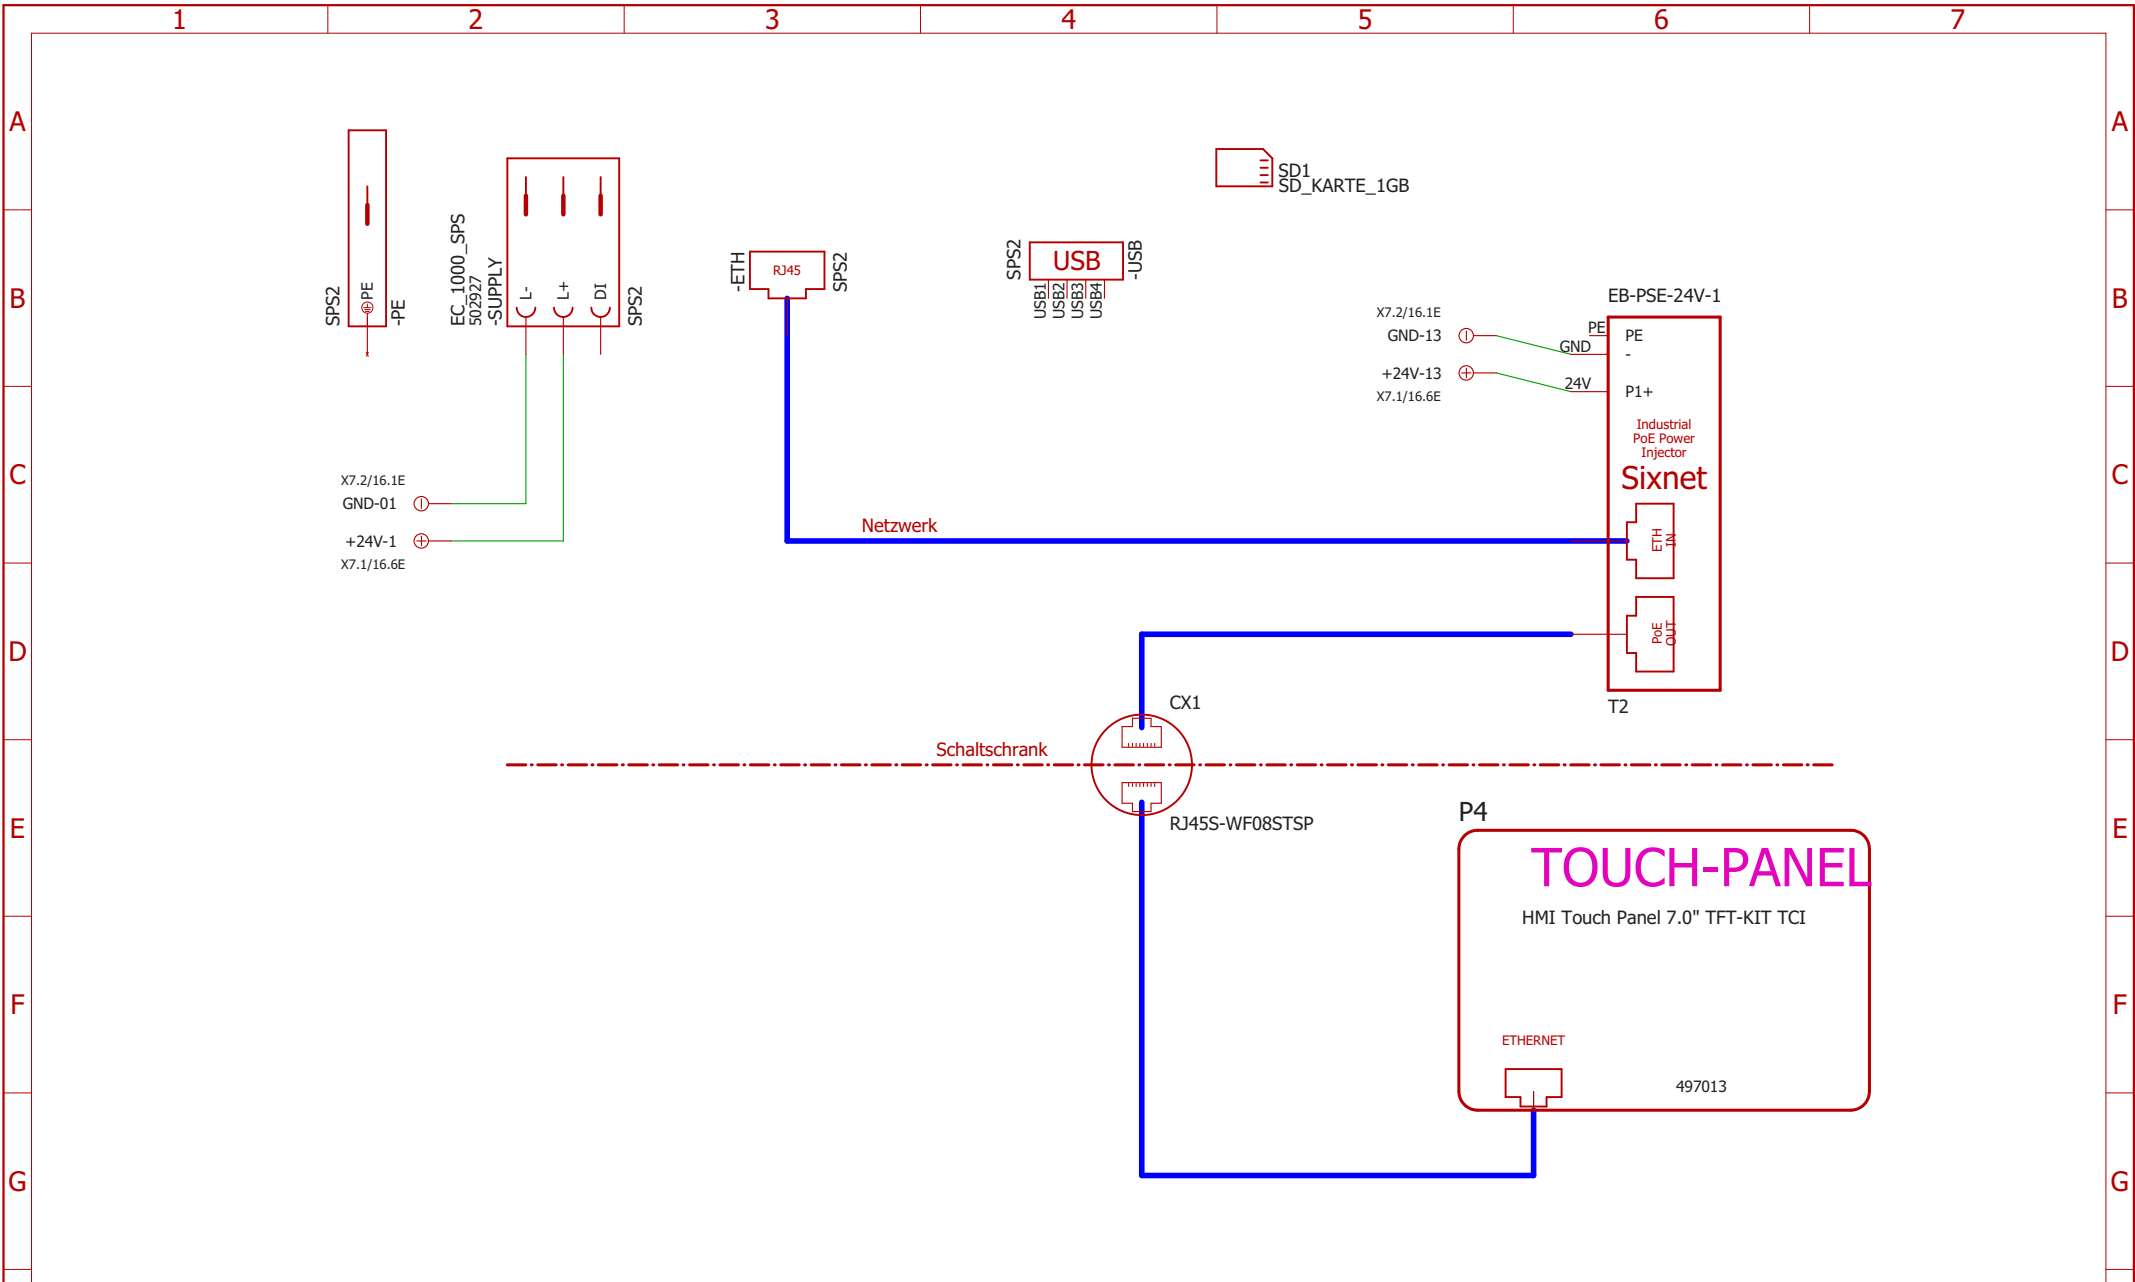 1 2 3 4 5 6 7
A A
SD1
SD_KARTE_1GB
SPS2
PE
-PE
EC_1000_SPS
502927
-SUPPLY
L-
L+
DI
SPS2
-ETH
RJ45
SPS2
SPS2
USB
-USB
USB1
USB2
USB3
USB4
B B
EB-PSE-24V-1
X7.2/16.1E
GND-13
+24V-13
X7.1/16.6E
PE
GND
24V
PE
-
P1+
Industrial
PoE Power
Injector
Sixnet
ETH
IN
PoE
OUT
T2
C C
X7.2/16.1E
GND-01
+24V-1
X7.1/16.6E
Netzwerk
D D
CX1
Schaltschrank
RJ45S-WF08STSP
E E
P4
TOUCH-PANEL
HMI Touch Panel 7.0" TFT-KIT TCI
F F
ETHERNET
497013
G G